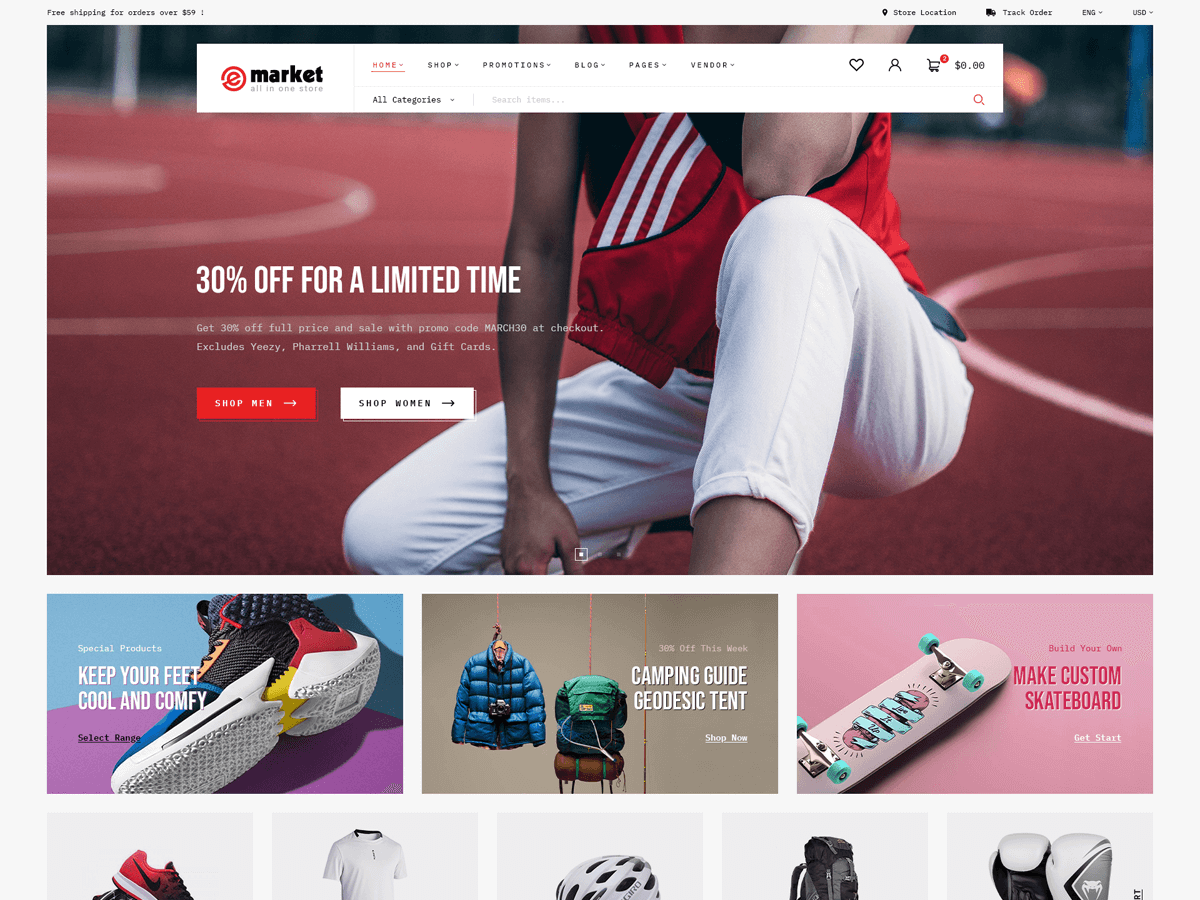 Free shipping for orders over $59 !
Store Location
Track Order
ENG
USD
market
all in one store
HOME
SHOP
PROMOTIONS
BLOG
PAGES
VENDOR
2
$0.00
All Categories
Search items...
30% OFF FOR A LIMITED TIME
Get 30% off full price and sale with promo code MARCH30 at checkout.
Excludes Yeezy, Pharrell Williams, and Gift Cards.
SHOP MEN
SHOP WOMEN
Special Products
KEEP YOUR FEET
COOL AND COMFY
Select Range
30% Off This Week
CAMPING GUIDE
GEODESIC TENT
Shop Now
Build Your Own
MAKE CUSTOM
SKATEBOARD
Get Start
Live
It
Up